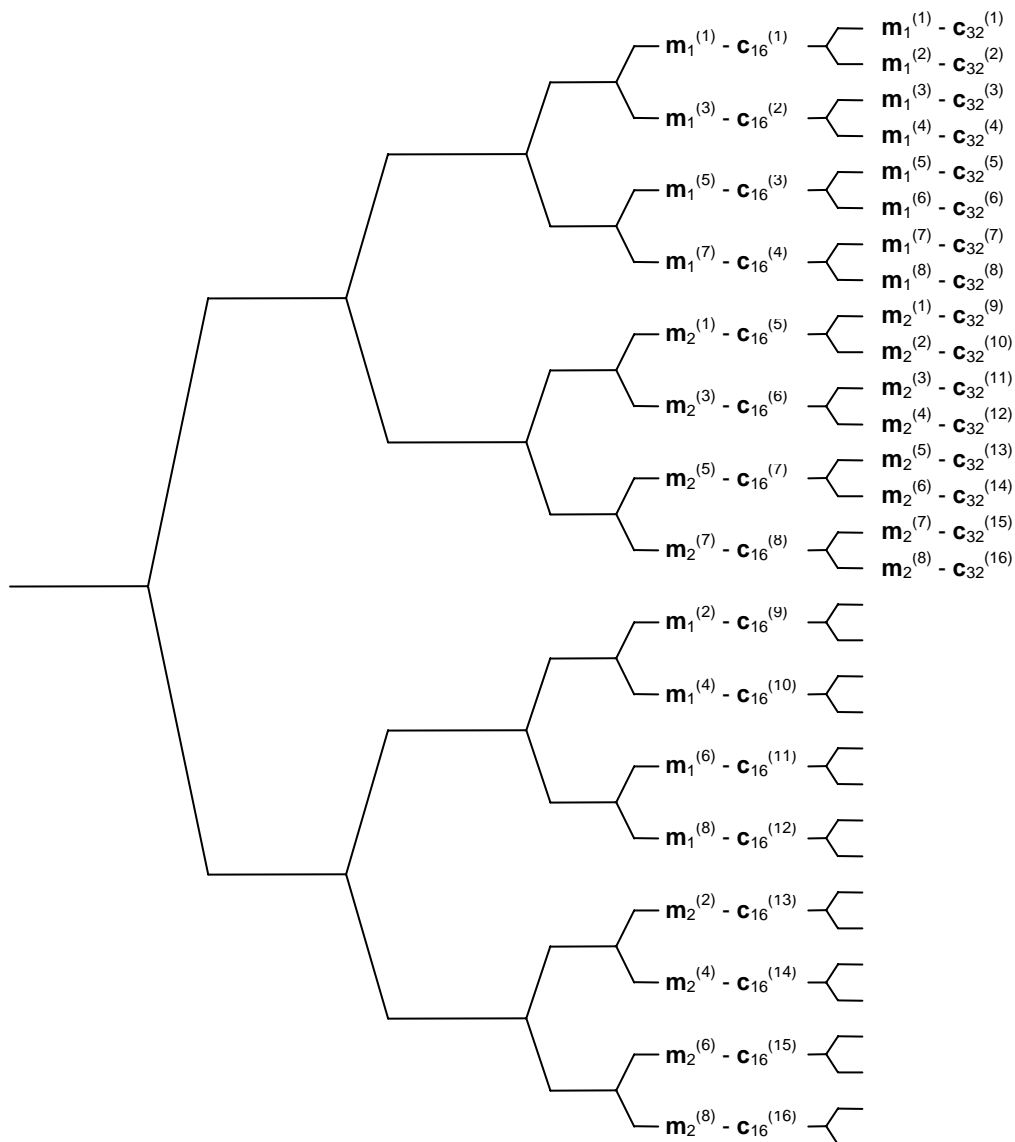 m₁⁽¹⁾ - c₁₆⁽¹⁾
m₁⁽³⁾ - c₁₆⁽²⁾
m₁⁽⁵⁾ - c₁₆⁽³⁾
m₁⁽⁷⁾ - c₁₆⁽⁴⁾
m₂⁽¹⁾ - c₁₆⁽⁵⁾
m₂⁽³⁾ - c₁₆⁽⁶⁾
m₂⁽⁵⁾ - c₁₆⁽⁷⁾
m₂⁽⁷⁾ - c₁₆⁽⁸⁾
m₁⁽²⁾ - c₁₆⁽⁹⁾
m₁⁽⁴⁾ - c₁₆⁽¹⁰⁾
m₁⁽⁶⁾ - c₁₆⁽¹¹⁾
m₁⁽⁸⁾ - c₁₆⁽¹²⁾
m₂⁽²⁾ - c₁₆⁽¹³⁾
m₂⁽⁴⁾ - c₁₆⁽¹⁴⁾
m₂⁽⁶⁾ - c₁₆⁽¹⁵⁾
m₂⁽⁸⁾ - c₁₆⁽¹⁶⁾
m₁⁽¹⁾ - c₃₂⁽¹⁾
m₁⁽²⁾ - c₃₂⁽²⁾
m₁⁽³⁾ - c₃₂⁽³⁾
m₁⁽⁴⁾ - c₃₂⁽⁴⁾
m₁⁽⁵⁾ - c₃₂⁽⁵⁾
m₁⁽⁶⁾ - c₃₂⁽⁶⁾
m₁⁽⁷⁾ - c₃₂⁽⁷⁾
m₁⁽⁸⁾ - c₃₂⁽⁸⁾
m₂⁽¹⁾ - c₃₂⁽⁹⁾
m₂⁽²⁾ - c₃₂⁽¹⁰⁾
m₂⁽³⁾ - c₃₂⁽¹¹⁾
m₂⁽⁴⁾ - c₃₂⁽¹²⁾
m₂⁽⁵⁾ - c₃₂⁽¹³⁾
m₂⁽⁶⁾ - c₃₂⁽¹⁴⁾
m₂⁽⁷⁾ - c₃₂⁽¹⁵⁾
m₂⁽⁸⁾ - c₃₂⁽¹⁶⁾